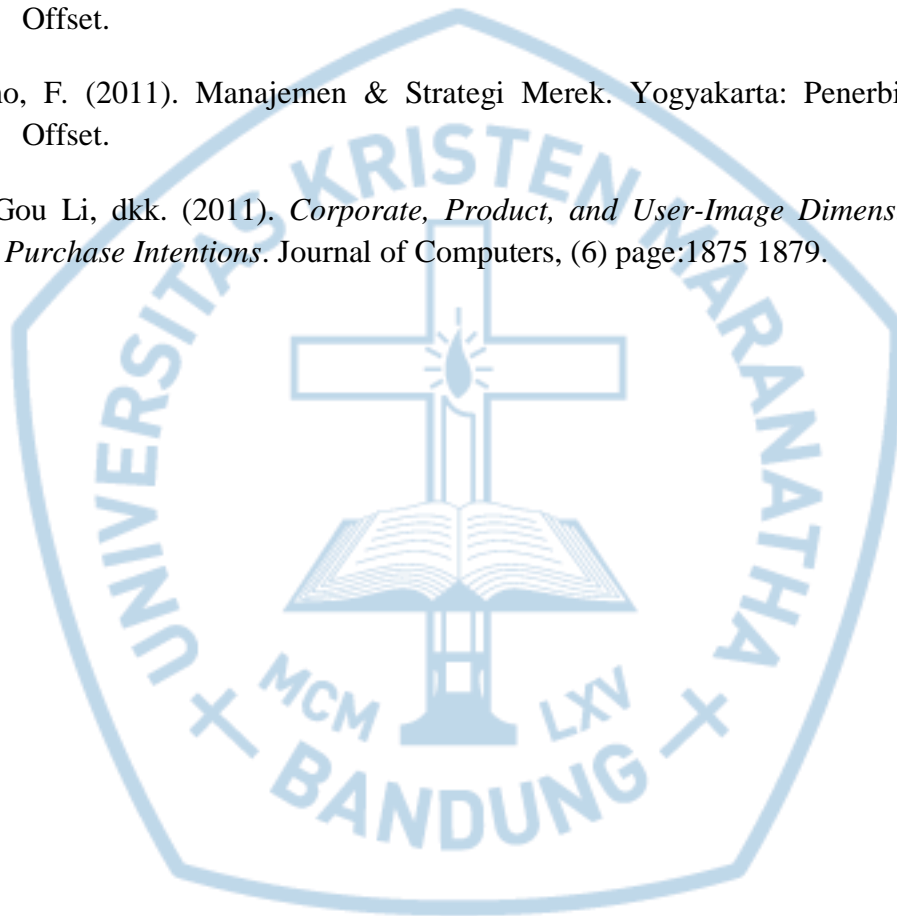 Offset.
no, F. (2011). Manajemen & Strategi Merek. Yogyakarta: Penerbi
Offset.
Gou Li, dkk. (2011). Corporate, Product, and User-Image Dimens
Purchase Intentions. Journal of Computers, (6) page:1875 1879.
UNIVERSITAS KRISTEN MARANATHA
MCM LXV
BANDUNG